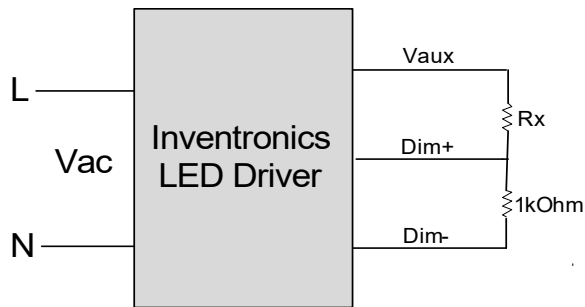 L
Vac
N
Inventronics
LED Driver
Vaux
Rx
Dim+
1kOhm
Dim-
.